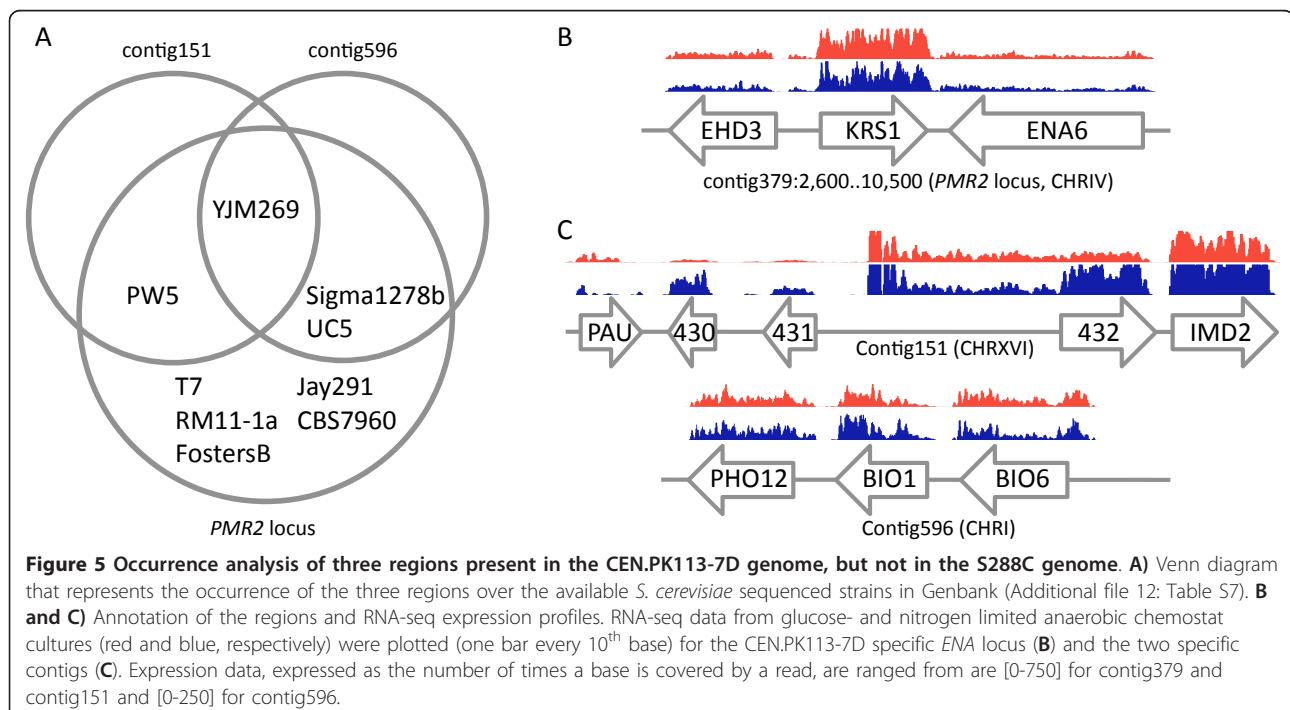 A
contig151
contig596
YJM269
PW5
Sigma1278b
UC5
T7
RM11-1a
FostersB
Jay291
CBS7960
PMR2 locus
B
EHD3
KRS1
ENA6
contig379:2,600..10,500 (PMR2 locus, CHRIV)
C
PAU
430
431
432
IMD2
Contig151 (CHRXVI)
PHO12
BIO1
BIO6
Contig596 (CHRI)
Figure 5 Occurrence analysis of three regions present in the CEN.PK113-7D genome, but not in the S288C genome. A) Venn diagram
that represents the occurrence of the three regions over the available S. cerevisiae sequenced strains in Genbank (Additional file 12: Table S7). B
and C) Annotation of the regions and RNA-seq expression profiles. RNA-seq data from glucose- and nitrogen limited anaerobic chemostat
cultures (red and blue, respectively) were plotted (one bar every 10th base) for the CEN.PK113-7D specific ENA locus (B) and the two specific
contigs (C). Expression data, expressed as the number of times a base is covered by a read, are ranged from are [0-750] for contig379 and
contig151 and [0-250] for contig596.